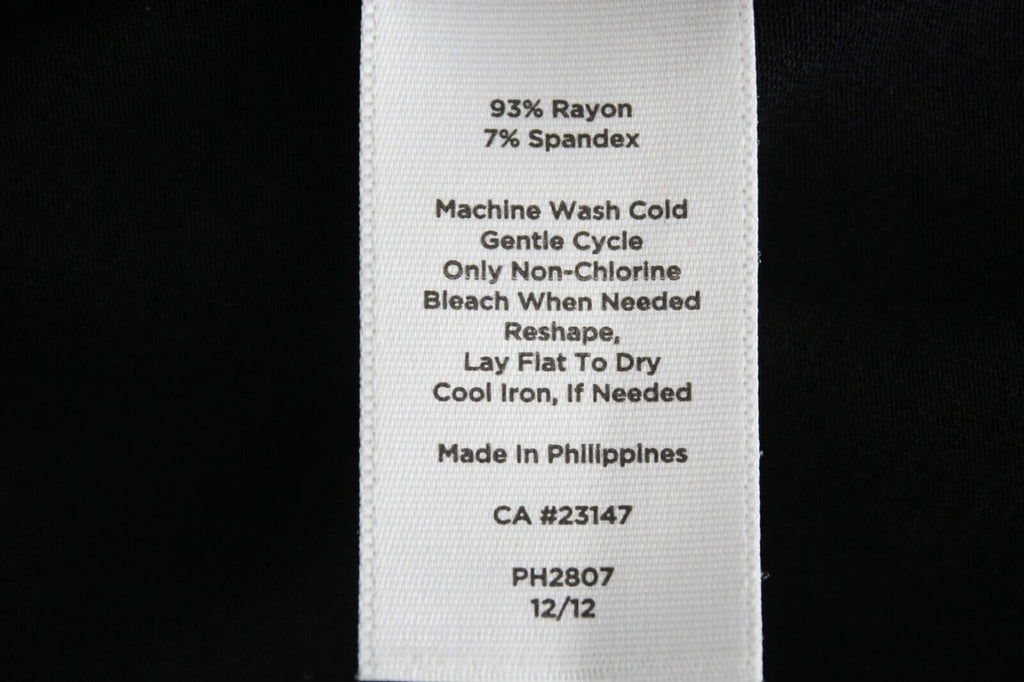 93% Rayon
7% Spandex
Machine Wash Cold
Gentle Cycle
Only Non-Chlorine
Bleach When Needed
Reshape,
Lay Flat To Dry
Cool Iron, If Needed
Made In Philippines
CA #23147
PH2807
12/12